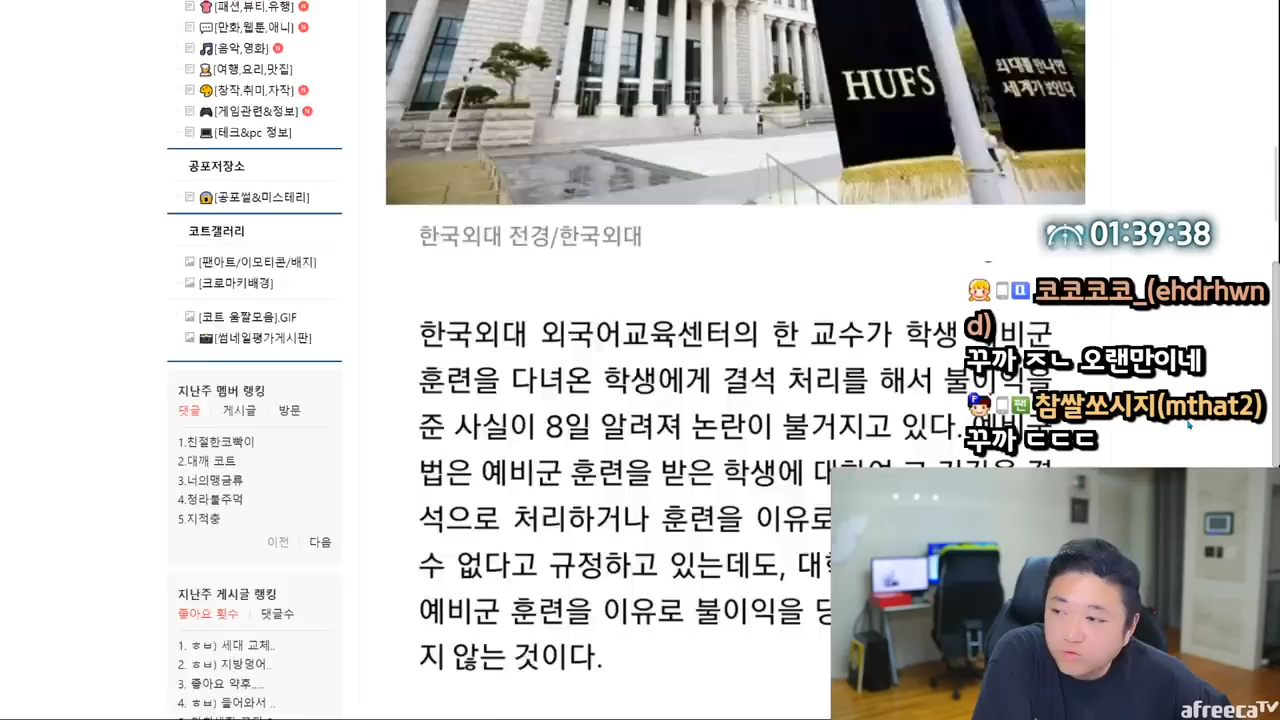 [패션,뷰티,유행]
[만화,웹툰,애니]
[음악,영화]
[여행,요리,맛집]
[창작,취미,자작]
[게임관련&정보]
[테크&pc 정보]
공포저장소
[공포썰&미스테리]
코트갤러리
[팬아트/이모티콘/배지]
[크로마키배경]
[코트 움짤모음].GIF
[썸네일평가게시판]
지난주 멤버 랭킹
댓글 게시글 방문
1.친절한코빡이
2.대깨 코트
3.너의맹금류
4.청라불주먹
5.지적충
이전 다음
지난주 게시글 랭킹
좋아요 횟수 댓글수
1. ㅎㅂ) 세대 교체..
2. ㅎㅂ) 지방덩어..
3. 좋아요 약후.....
4. ㅎㅂ) 들어와서 ..
HUFS
외대를 만나면
세계가 보인다
한국외대 전경/한국외대
한국외대 외국어교육센터의 한 교수가 학생
훈련을 다녀온 학생에게 결석 처리를 해서 불이익을
준 사실이 8일 알려져 논란이 불거지고 있다.
법은 예비군 훈련을 받은 학생에
석으로 처리하거나 훈련을 이유로
수 없다고 규정하고 있는데도,
예비군 훈련을 이유로 불이익을
지 않는 것이다.
01:39:38
코코코코_(ehdrhwn
d)
꾸까 ㅈㄴ 오랜만이네
참쌀쏘시지(mthat2)
꾸까 ㄷㄷㄷ
afreecaTV